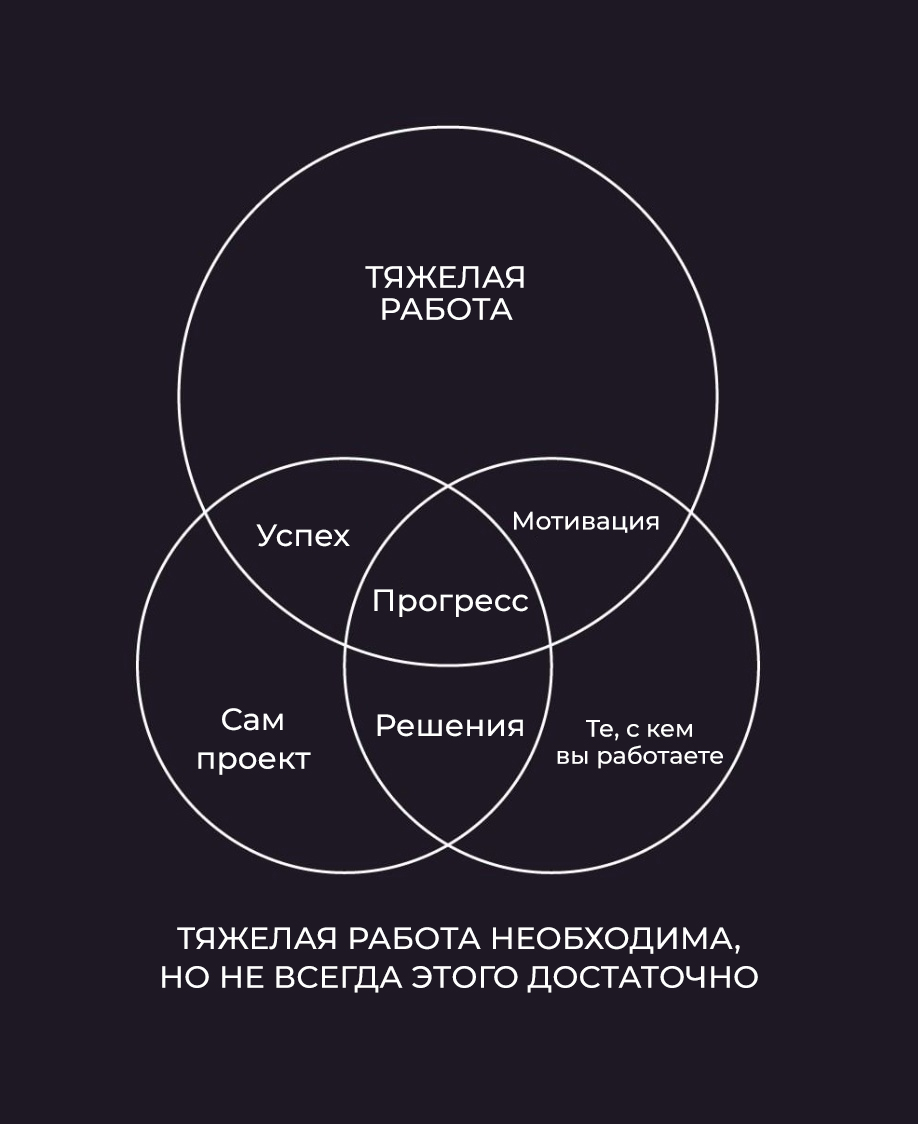 ТЯЖЕЛАЯ
РАБОТА
Успех
Мотивация
Прогресс
Сам
проект
Решения
Те, с кем
вы работаете
ТЯЖЕЛАЯ РАБОТА НЕОБХОДИМА,
НО НЕ ВСЕГДА ЭТОГО ДОСТАТОЧНО